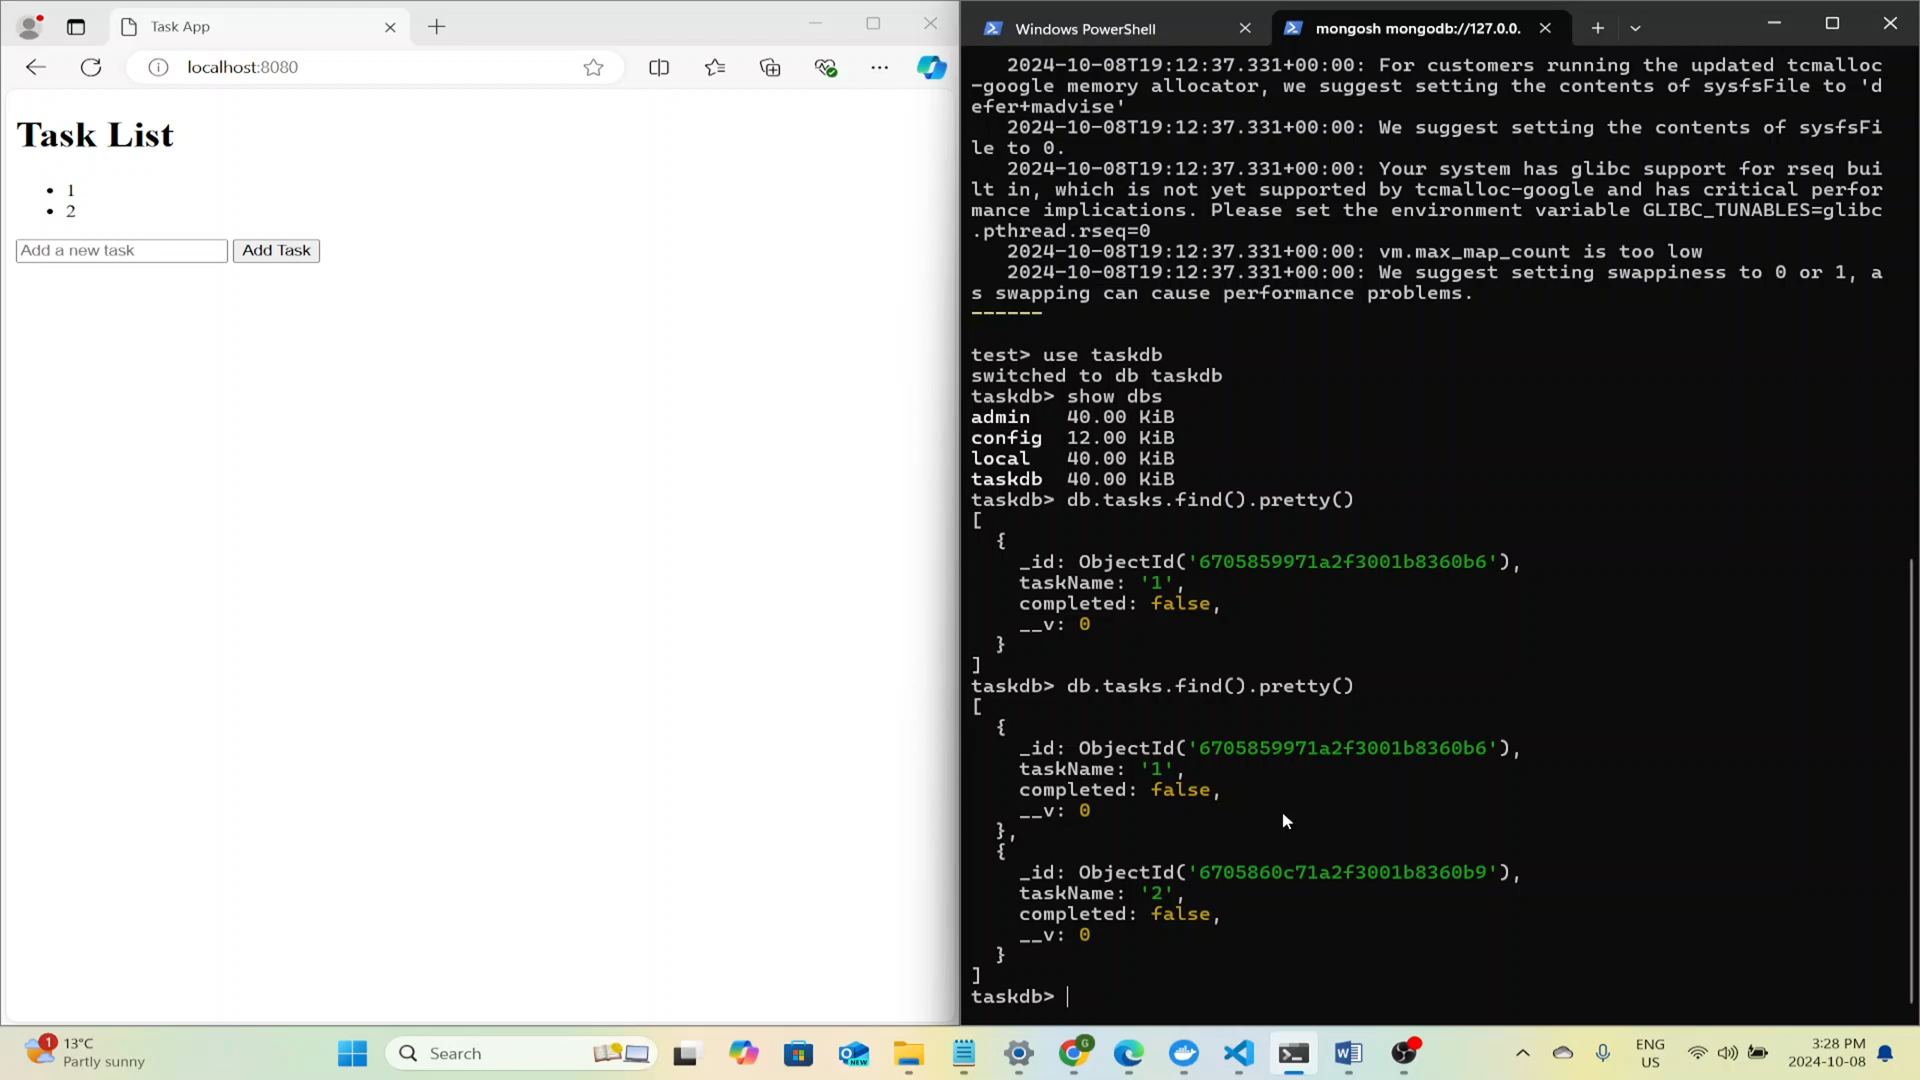 Task App
localhost:8080
Task List
1
2
Add a new task
Add Task
Windows PowerShell
mongosh mongodb://127.0.0.
2024-10-08T19:12:37.331+00:00: For customers running the updated tcmalloc
-google memory allocator, we suggest setting the contents of sysfsFile to 'd
efer+madvise'
2024-10-08T19:12:37.331+00:00: We suggest setting the contents of sysfsFi
le to 0.
2024-10-08T19:12:37.331+00:00: Your system has glibc support for rseq bui
lt in, which is not yet supported by tcmalloc-google and has critical perfor
mance implications. Please set the environment variable GLIBC_TUNABLES=glibc
.pthread.rseq=0
2024-10-08T19:12:37.331+00:00: vm.max_map_count is too low
2024-10-08T19:12:37.331+00:00: We suggest setting swappiness to 0 or 1, a
s swapping can cause performance problems.
------
test> use taskdb
switched to db taskdb
taskdb> show dbs
admin 40.00 KiB
config 12.00 KiB
local 40.00 KiB
taskdb 40.00 KiB
taskdb> db.tasks.find().pretty()
[
{
_id: ObjectId('6705859971a2f3001b8360b6'),
taskName: '1',
completed: false,
__v: 0
}
]
taskdb> db.tasks.find().pretty()
[
{
_id: ObjectId('6705859971a2f3001b8360b6'),
taskName: '1',
completed: false,
__v: 0
},
{
_id: ObjectId('6705860c71a2f3001b8360b9'),
taskName: '2',
completed: false,
__v: 0
}
]
taskdb>
1
13°C
Partly sunny
Search
NEW
G
ENG
US
3:28 PM
2024-10-08